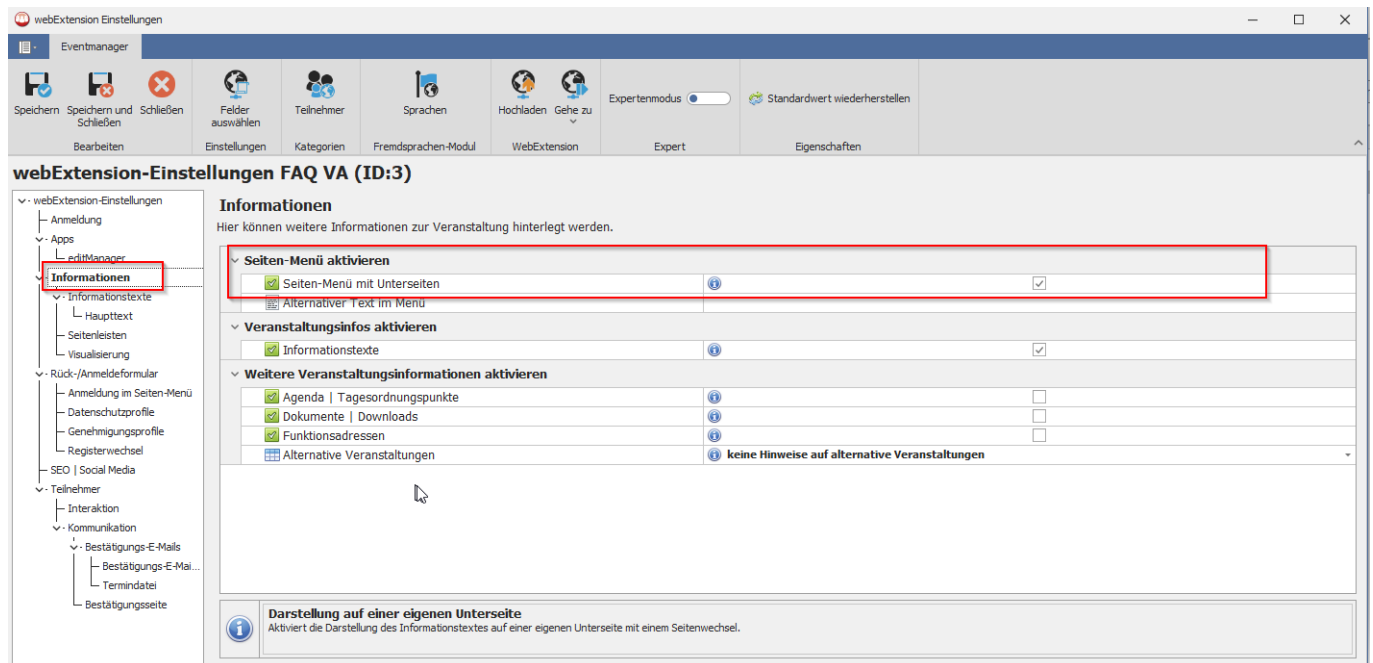 webExtension Einstellungen
Eventmanager
Speichern
Speichern und Schließen
Schließen
Felder auswählen
Teilnehmer
Sprachen
Hochladen
Gehe zu
Expertenmodus
Standardwert wiederherstellen
Bearbeiten
Einstellungen
Kategorien
Fremdsprachen-Modul
WebExtension
Expert
Eigenschaften
webExtension-Einstellungen FAQ VA (ID:3)
webExtension-Einstellungen
Anmeldung
Apps
editManager
Informationen
Informationstexte
Haupttext
Seitenleisten
Visualisierung
Rück-/Anmeldeformular
Anmeldung im Seiten-Menü
Datenschutzprofile
Genehmigungsprofile
Registerwechsel
SEO | Social Media
Teilnehmer
Interaktion
Kommunikation
Bestätigungs-E-Mails
Bestätigungs-E-Mai...
Termindatei
Bestätigungsseite
Informationen
Hier können weitere Informationen zur Veranstaltung hinterlegt werden.
Seiten-Menü aktivieren
Seiten-Menü mit Unterseiten
Alternativer Text im Menü
Veranstaltungsinfos aktivieren
Informationstexte
Weitere Veranstaltungsinformationen aktivieren
Agenda | Tagesordnungspunkte
Dokumente | Downloads
Funktionsadressen
Alternative Veranstaltungen keine Hinweise auf alternative Veranstaltungen
Darstellung auf einer eigenen Unterseite
Aktiviert die Darstellung des Informationstextes auf einer eigenen Unterseite mit einem Seitenwechsel.